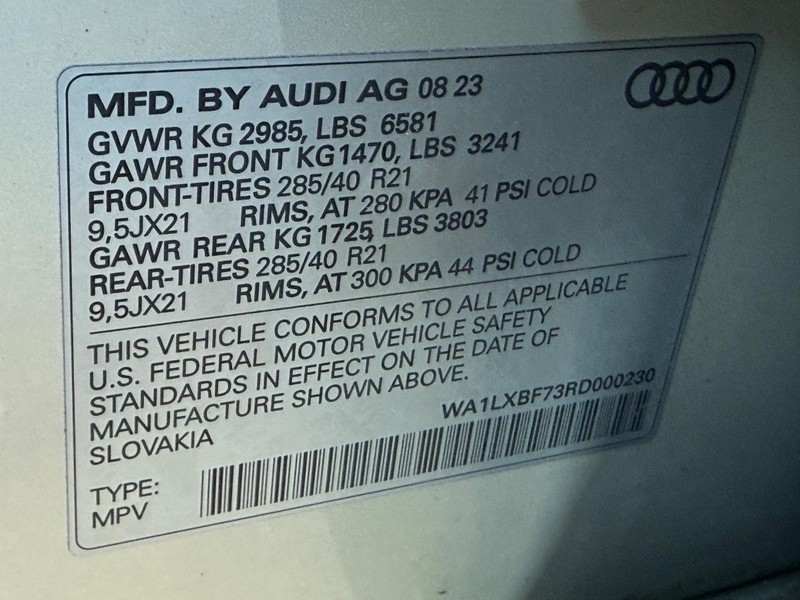 MFD. BY AUDI AG 08 23
GVWR KG 2985, LBS 6581
GAWR FRONT KG1470, LBS 3241
FRONT-TIRES 285/40 R21
9,5JX21 RIMS, AT 280 KPA 41 PSI COLD
GAWR REAR KG 1725, LBS 3803
REAR-TIRES 285/40 R21
9,5JX21 RIMS, AT 300 KPA 44 PSI COLD
THIS VEHICLE CONFORMS TO ALL APPLICABLE
U.S. FEDERAL MOTOR VEHICLE SAFETY
STANDARDS IN EFFECT ON THE DATE OF
MANUFACTURE SHOWN ABOVE.
SLOVAKIA
WA1LXBF73RD000230
TYPE:
MPV